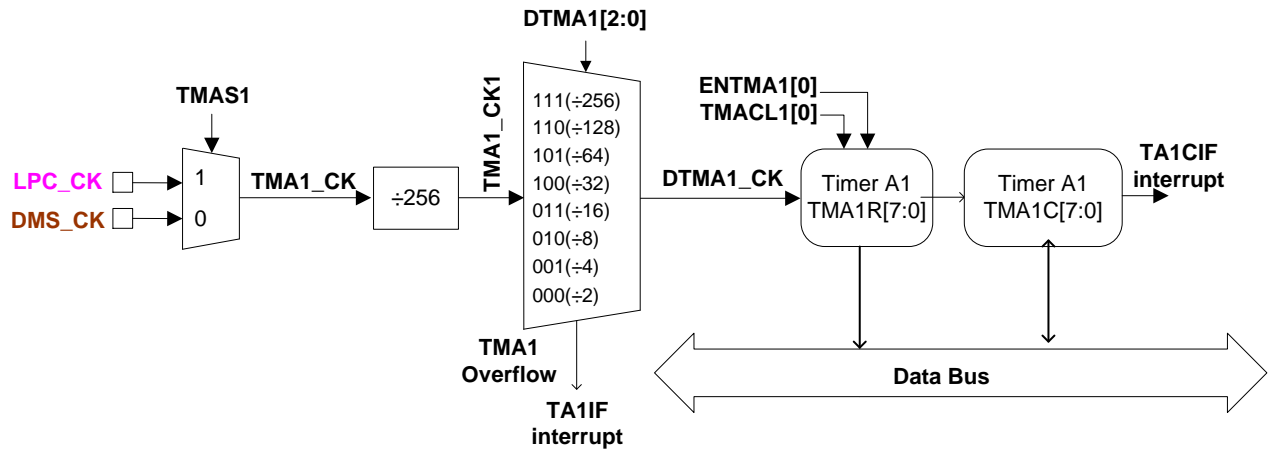 DTMA1[2:0]
TMAS1
LPC_CK
DMS_CK
1
0
TMA1_CK
÷256
TMA1_CK1
111(÷256)
110(÷128)
101(÷64)
100(÷32)
011(÷16)
010(÷8)
001(÷4)
000(÷2)
TMA1
Overflow
TA1IF
interrupt
DTMA1_CK
ENTMA1[0]
TMACL1[0]
Timer A1
TMA1R[7:0]
Timer A1
TMA1C[7:0]
TA1CIF
interrupt
Data Bus